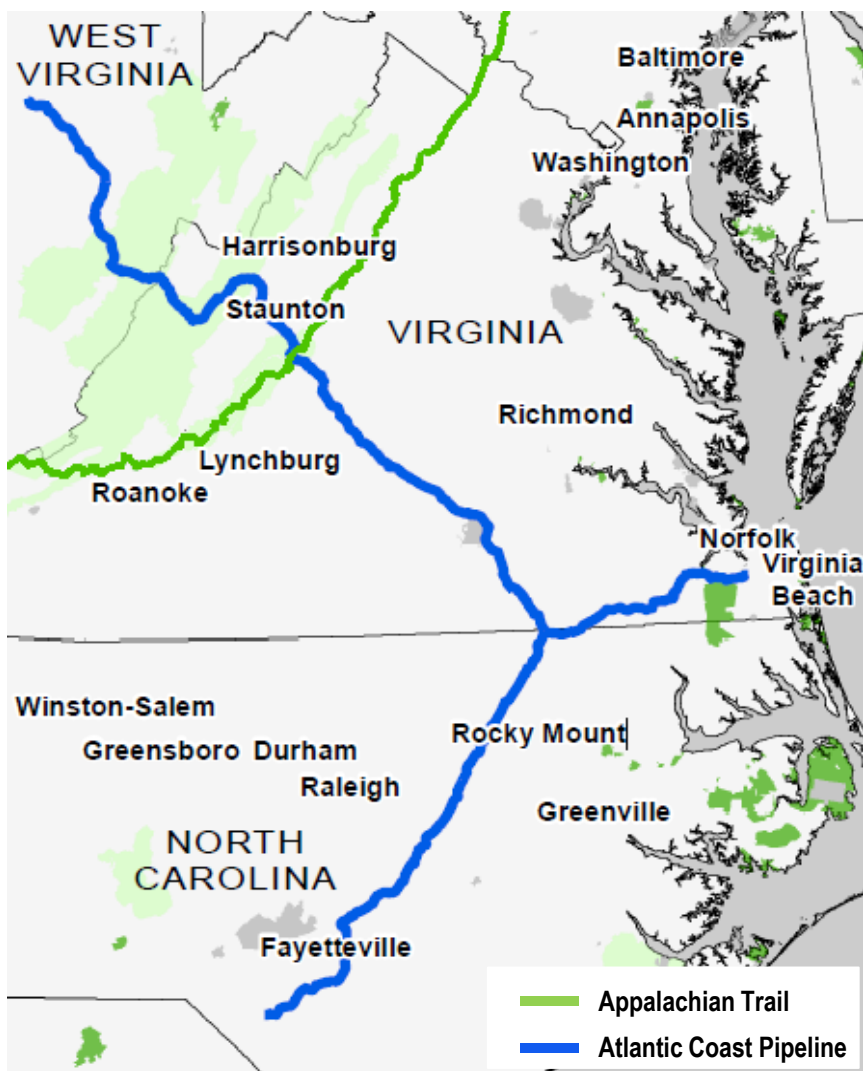 WEST
VIRGINIA
Baltimore
Annapolis
Washington
Harrisonburg
Staunton
VIRGINIA
Richmond
Lynchburg
Roanoke
Norfolk
Virginia
Beach
Winston-Salem
Rocky Mount
Greensboro Durham
Raleigh
Greenville
NORTH
CAROLINA
Fayetteville
Appalachian Trail
Atlantic Coast Pipeline